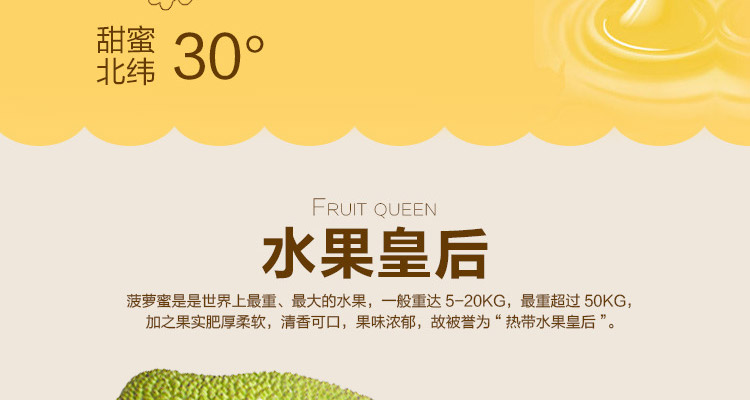 甜蜜
北纬 30°
FRUIT QUEEN
水果皇后
菠萝蜜是是世界上最重、最大的水果，一般重达 5-20KG，最重超过 50KG，
加之果实肥厚柔软，清香可口，果味浓郁，故被誉为“热带水果皇后”。